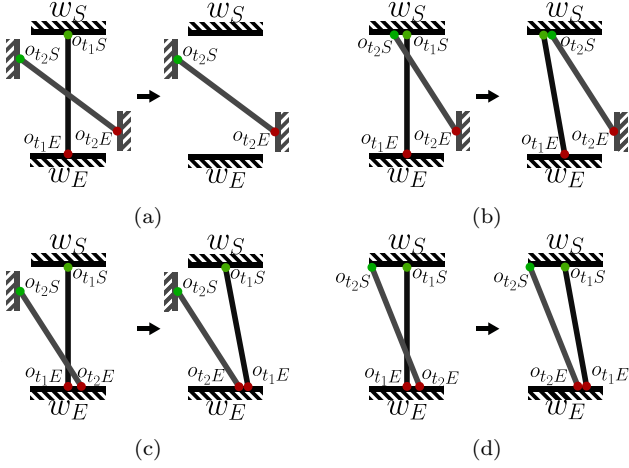 w_S w_S w_S w_S
o_{t_2S} o_{t_1S} o_{t_2S} o_{t_2S} o_{t_1S} o_{t_2S}
o_{t_1E} o_{t_2E} o_{t_2E} o_{t_1E} o_{t_2E} o_{t_1E} o_{t_2E}
w_E w_E w_E w_E
(a) (b)
w_S w_S w_S w_S
o_{t_2S} o_{t_1S} o_{t_2S} o_{t_1S} o_{t_2S} o_{t_1S} o_{t_2S} o_{t_1S}
o_{t_1E} o_{t_2E} o_{t_2E} o_{t_1E} o_{t_1E} o_{t_2E} o_{t_2E} o_{t_1E}
w_E w_E w_E w_E
(c) (d)